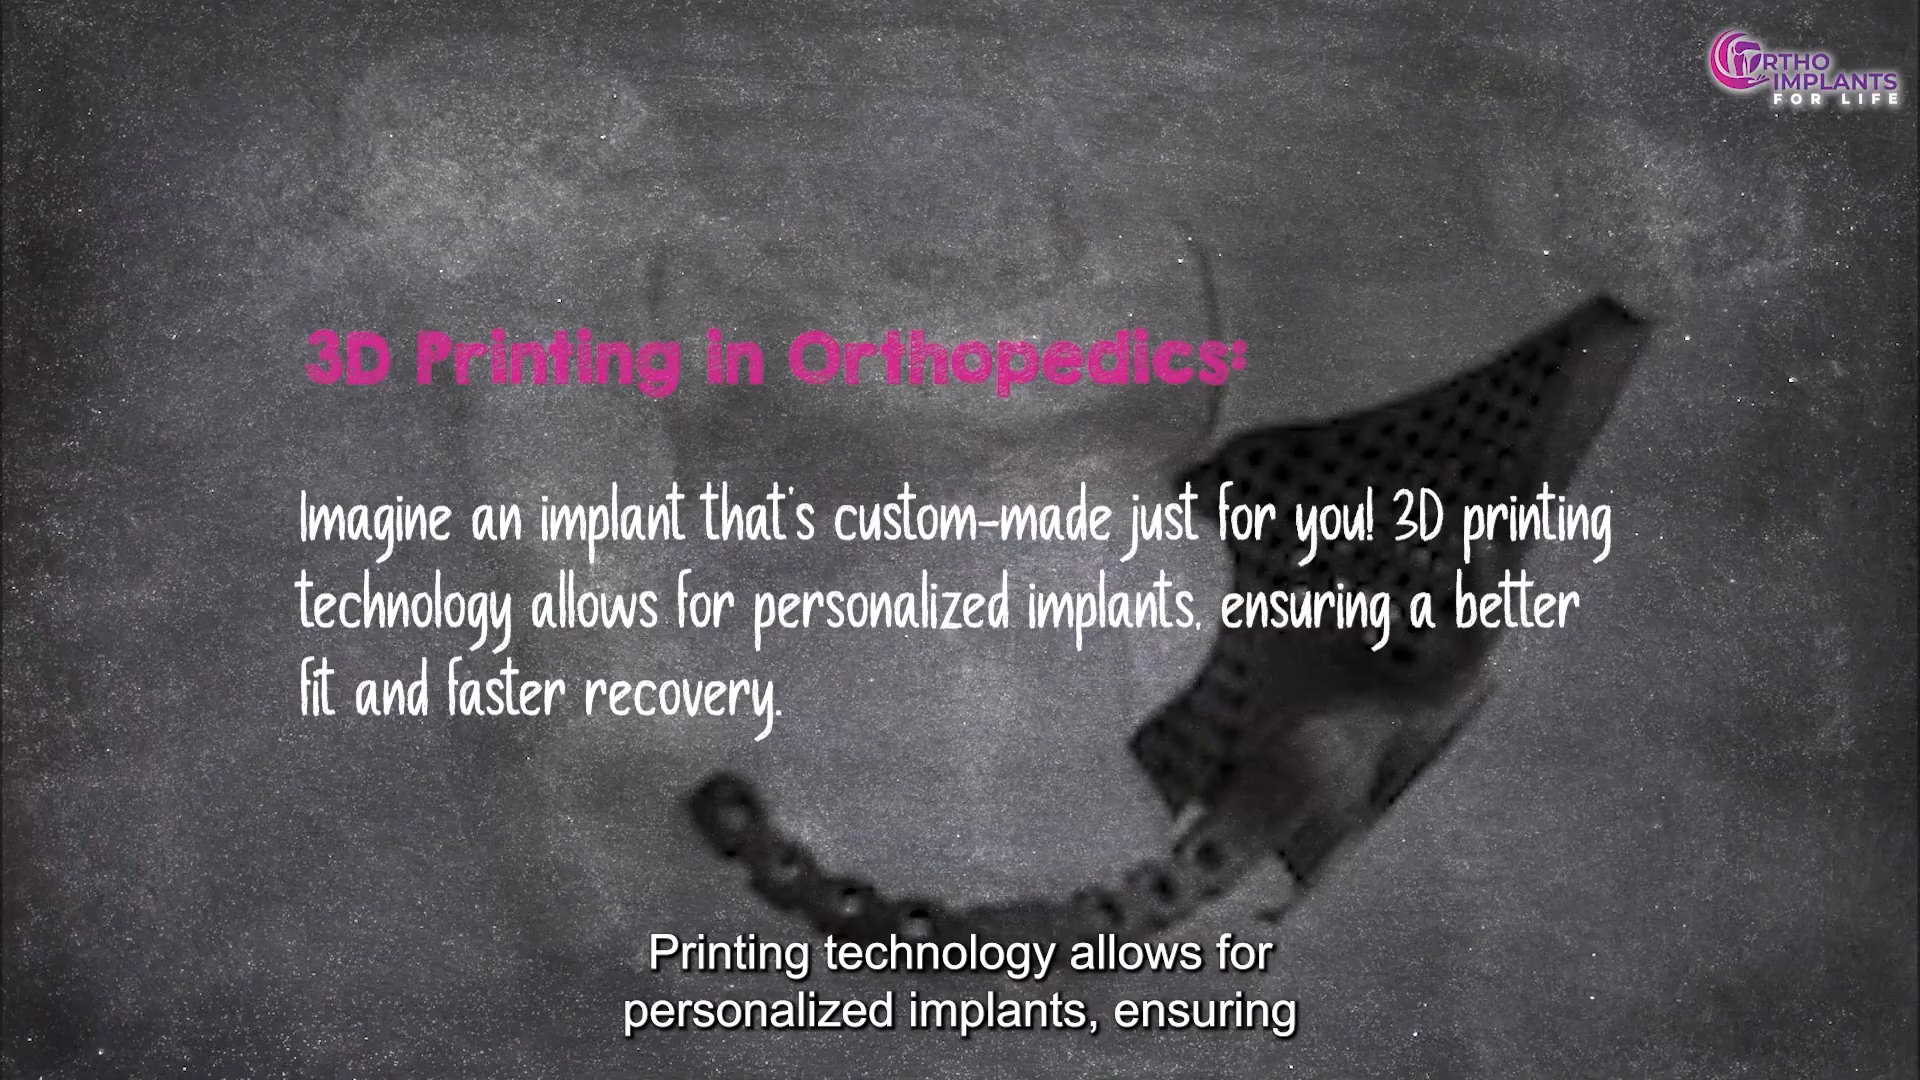 ORTHO
IMPLANTS
FOR LIFE
3D Printing in Orthopedics:
Imagine an implant that's custom-made just for you! 3D printing
technology allows for personalized implants, ensuring a better
fit and faster recovery.
Printing technology allows for
personalized implants, ensuring